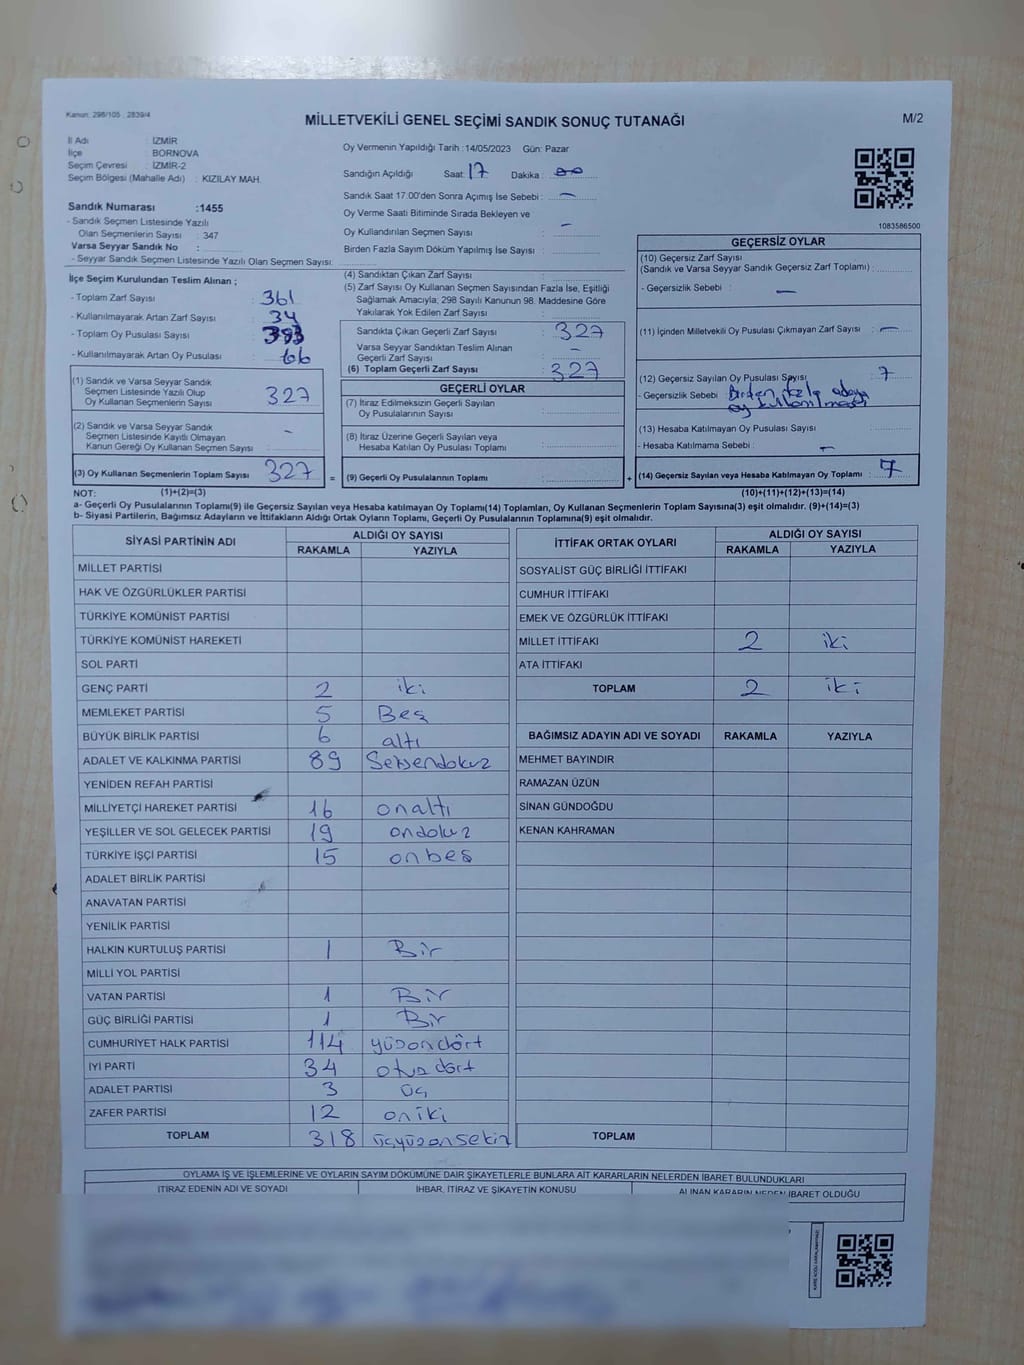 Kanun: 298/105 , 2839/4
MİLLETVEKİLİ GENEL SEÇİMİ SANDIK SONUÇ TUTANAĞI
M/2
İl Adı : İZMİR
İlçe : BORNOVA
Seçim Çevresi : İZMİR-2
Seçim Bölgesi (Mahalle Adı) : KIZILAY MAH.
Sandık Numarası :1455
- Sandık Seçmen Listesinde Yazılı
Olan Seçmenlerin Sayısı : 347
Varsa Seyyar Sandık No :
- Seyyar Sandık Seçmen Listesinde Yazılı Olan Seçmen Sayısı:
Oy Vermenin Yapıldığı Tarih :14/05/2023 Gün: Pazar
Sandığın Açıldığı Saat: 17 Dakika : 00
Sandık Saat 17.00'den Sonra Açımış İse Sebebi : —
Oy Verme Saati Bitiminde Sırada Bekleyen ve
Oy Kullandırılan Seçmen Sayısı : —
Birden Fazla Sayım Döküm Yapılmış İse Sayısı :
1083586500
İlçe Seçim Kurulundan Teslim Alınan ;
- Toplam Zarf Sayısı : 361
- Kullanılmayarak Artan Zarf Sayısı : 34
- Toplam Oy Pusulası Sayısı : 393
- Kullanılmayarak Artan Oy Pusulası : 66
(1) Sandık ve Varsa Seyyar Sandık
Seçmen Listesinde Yazılı Olup
Oy Kullanan Seçmenlerin Sayısı : 327
(2) Sandık ve Varsa Seyyar Sandık
Seçmen Listesinde Kayıtlı Olmayan
Kanun Gereği Oy Kullanan Seçmen Sayısı : —
(3) Oy Kullanan Seçmenlerin Toplam Sayısı : 327
(4) Sandıktan Çıkan Zarf Sayısı :
(5) Zarf Sayısı Oy Kullanan Seçmen Sayısından Fazla İse, Eşitliği
Sağlamak Amacıyla, 298 Sayılı Kanunun 98. Maddesine Göre
Yakılarak Yok Edilen Zarf Sayısı :
Sandıkta Çıkan Geçerli Zarf Sayısı : 327
Varsa Seyyar Sandıktan Teslim Alınan
Geçerli Zarf Sayısı : —
(6) Toplam Geçerli Zarf Sayısı : 327
GEÇERLİ OYLAR
(7) İtiraz Edilmeksizin Geçerli Sayılan
Oy Pusulalarının Sayısı :
(8) İtiraz Üzerine Geçerli Sayılan veya
Hesaba Katılan Oy Pusulası Toplamı :
= (9) Geçerli Oy Pusulalarının Toplamı :
GEÇERSİZ OYLAR
(10) Geçersiz Zarf Sayısı
(Sandık ve Varsa Seyyar Sandık Geçersiz Zarf Toplamı) :
- Geçersizlik Sebebi : —
(11) İçinden Milletvekili Oy Pusulası Çıkmayan Zarf Sayısı : —
(12) Geçersiz Sayılan Oy Pusulası Sayısı : 7
- Geçersizlik Sebebi : Birden fazla adaya
oy kullanılması
(13) Hesaba Katılmayan Oy Pusulası Sayısı :
- Hesaba Katılmama Sebebi : —
+ (14) Geçersiz Sayılan veya Hesaba Katılmayan Oy Toplamı : 7
NOT: (1)+(2)=(3) (10)+(11)+(12)+(13)=(14)
a- Geçerli Oy Pusulalarının Toplamı(9) ile Geçersiz Sayılan veya Hesaba katılmayan Oy Toplamı(14) Toplamları, Oy Kullanan Seçmenlerin Toplam Sayısına(3) eşit olmalıdır. (9)+(14)=(3)
b- Siyasi Partilerin, Bağımsız Adayların ve İttifakların Aldığı Ortak Oyların Toplamı, Geçerli Oy Pusulalarının Toplamına(9) eşit olmalıdır.
SİYASİ PARTİNİN ADI ALDIĞI OY SAYISI
RAKAMLA YAZIYLA
MİLLET PARTİSİ
HAK VE ÖZGÜRLÜKLER PARTİSİ
TÜRKİYE KOMÜNİST PARTİSİ
TÜRKİYE KOMÜNİST HAREKETİ
SOL PARTİ
GENÇ PARTİ 2 iki
MEMLEKET PARTİSİ 5 Beş
BÜYÜK BİRLİK PARTİSİ 6 altı
ADALET VE KALKINMA PARTİSİ 89 Seksendokuz
YENİDEN REFAH PARTİSİ
MİLLİYETÇİ HAREKET PARTİSİ 16 onaltı
YEŞİLLER VE SOL GELECEK PARTİSİ 19 ondokuz
TÜRKİYE İŞÇİ PARTİSİ 15 onbeş
ADALET BİRLİK PARTİSİ
ANAVATAN PARTİSİ
YENİLİK PARTİSİ
HALKIN KURTULUŞ PARTİSİ 1 Bir
MİLLİ YOL PARTİSİ
VATAN PARTİSİ 1 Bir
GÜÇ BİRLİĞİ PARTİSİ 1 Bir
CUMHURİYET HALK PARTİSİ 114 yüzondört
İYİ PARTİ 34 otuzdört
ADALET PARTİSİ 3 üç
ZAFER PARTİSİ 12 oniki
TOPLAM 318 üçyüzonsekiz
İTTİFAK ORTAK OYLARI ALDIĞI OY SAYISI
RAKAMLA YAZIYLA
SOSYALİST GÜÇ BİRLİĞİ İTTİFAKI
CUMHUR İTTİFAKI
EMEK VE ÖZGÜRLÜK İTTİFAKI
MİLLET İTTİFAKI 2 iki
ATA İTTİFAKI
TOPLAM 2 iki
BAĞIMSIZ ADAYIN ADI VE SOYADI RAKAMLA YAZIYLA
MEHMET BAYINDIR
RAMAZAN ÜZÜN
SİNAN GÜNDOĞDU
KENAN KAHRAMAN
TOPLAM
OYLAMA İŞ VE İŞLEMLERİNE VE OYLARIN SAYIM DÖKÜMÜNE DAİR ŞİKAYETLERLE BUNLARA AİT KARARLARIN NELERDEN İBARET BULUNDUKLARI
İTİRAZ EDENİN ADI VE SOYADI İHBAR, İTİRAZ VE ŞİKAYETİN KONUSU ALINAN KARARIN NEDEN İBARET OLDUĞU